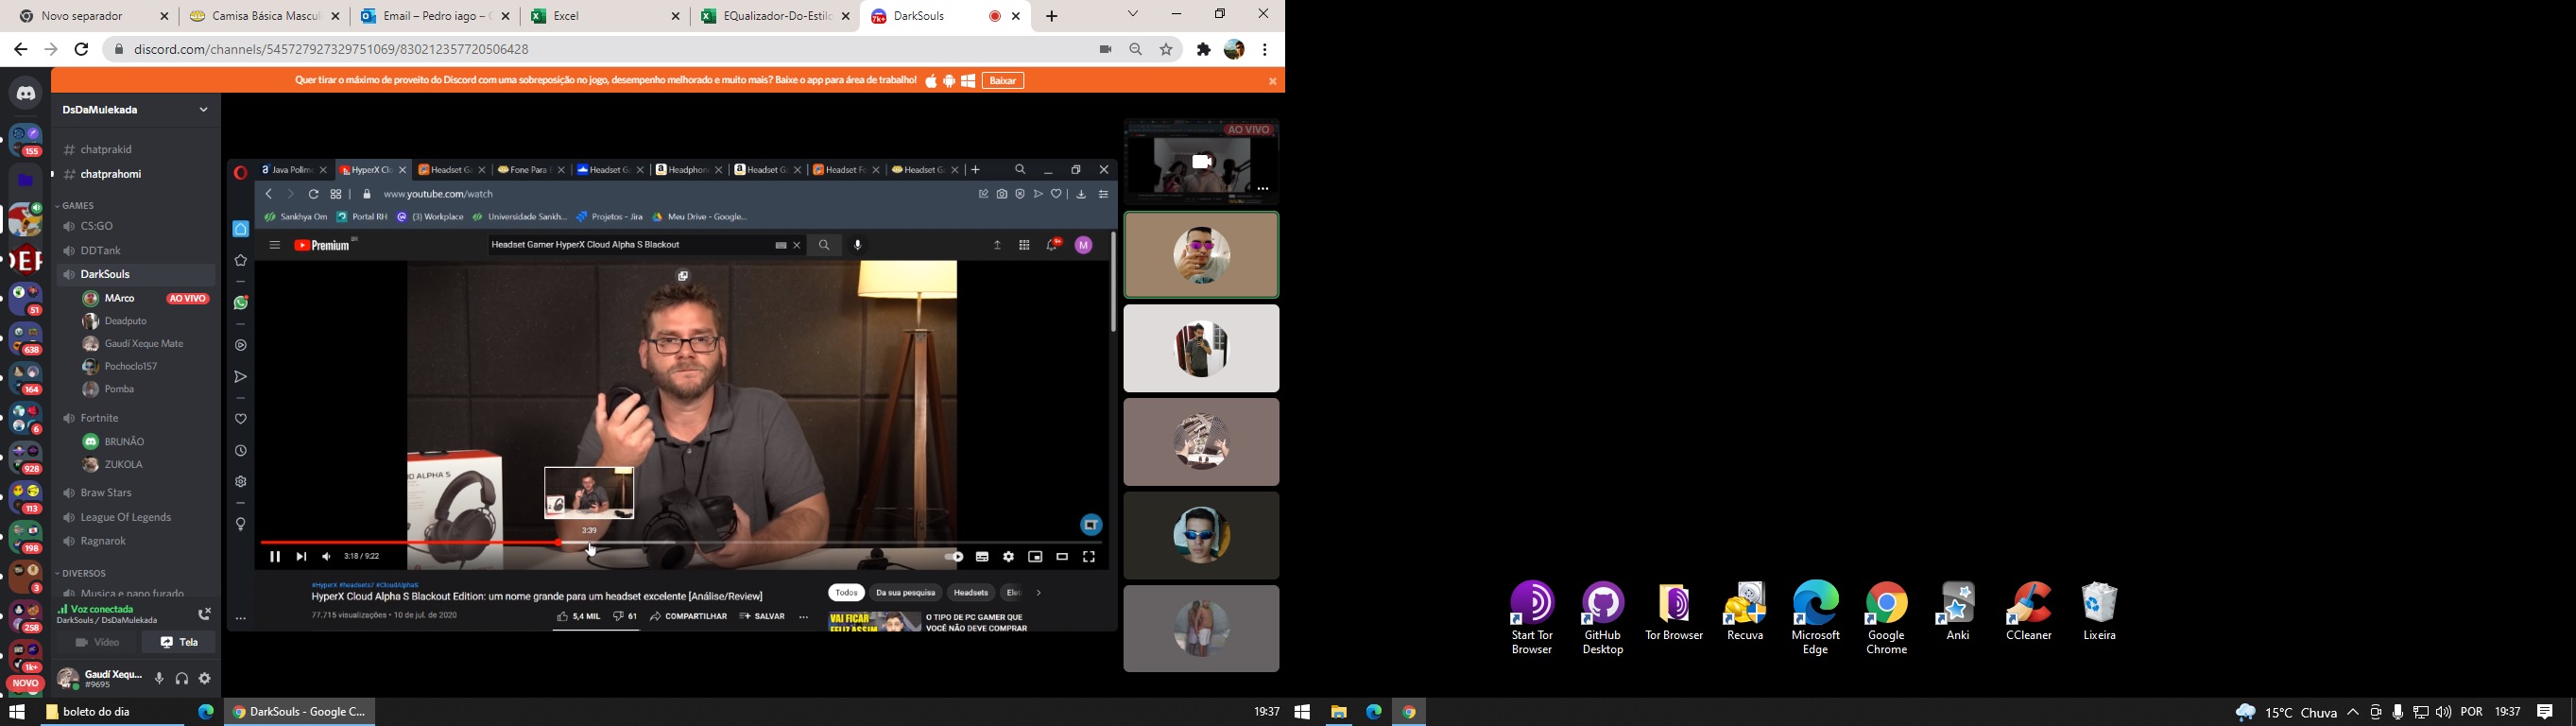 Novo separador
Camisa Básica Mascul
Email – Pedro iago –
Excel
EQualizador-Do-Estil
DarkSouls
discord.com/channels/545727927329751069/830212357720506428
Quer tirar o máximo de proveito do Discord com uma sobreposição no jogo, desempenho melhorado e muito mais? Baixe o app para área de trabalho!
Baixar
DsDaMulekada
chatprakid
chatprahomi
GAMES
CS:GO
DDTank
DarkSouls
MArco
AO VIVO
Deadputo
Gaudí Xeque Mate
Pochoclo157
Pomba
Fortnite
BRUNÃO
ZUKOLA
Braw Stars
League Of Legends
Ragnarok
DIVERSOS
Musica e papo furado
Voz conectada
DarkSouls / DsDaMulekada
Vídeo
Tela
Gaudí Xequ...
#9695
155
51
638
164
6
928
113
198
3
258
1k+
NOVO
Java Polim
HyperX Clo
Headset G
Fone Para
Headset G
Headphon
Headset G
Headset Fo
Headset G
www.youtube.com/watch
Sankhya Om
Portal RH
(3) Workplace
Universidade Sankh...
Projetos - Jira
Meu Drive - Google...
Premium
BR
Headset Gamer HyperX Cloud Alpha S Blackout
9+
M
D ALPHA S
3:39
3:18 / 9:22
#HyperX #headsets7 #CloudAlphaS
HyperX Cloud Alpha S Blackout Edition: um nome grande para um headset excelente [Análise/Review]
77.715 visualizações • 10 de jul. de 2020
5,4 MIL
61
COMPARTILHAR
SALVAR
Todos
Da sua pesquisa
Headsets
Elet
VAI FICAR
FELIZ ASSIM
O TIPO DE PC GAMER QUE
VOCÊ NÃO DEVE COMPRAR
AO VIVO
Start Tor
Browser
GitHub
Desktop
Tor Browser
Recuva
Microsoft
Edge
Google
Chrome
Anki
CCleaner
Lixeira
boleto do dia
DarkSouls - Google C...
19:37
15°C Chuva
POR
19:37